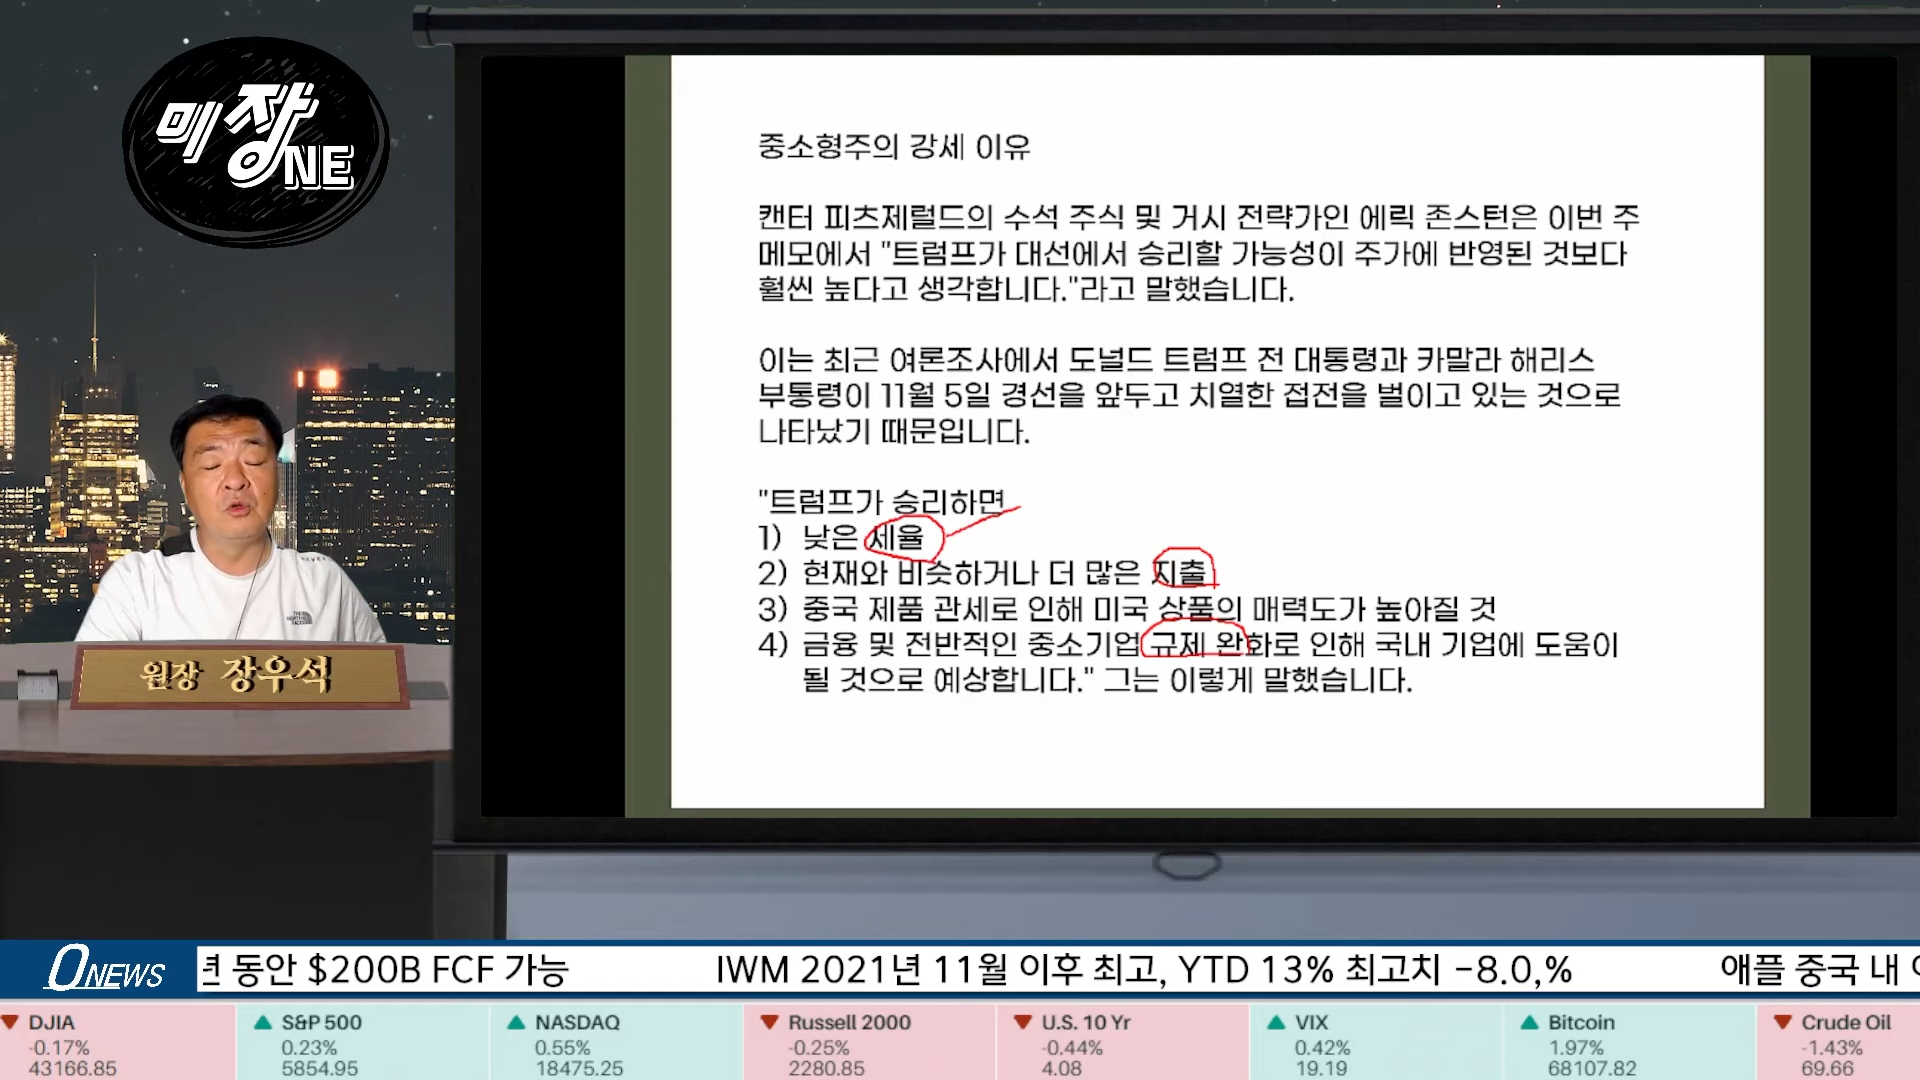 미장
ONE
중소형주의 강세 이유
캔터 피츠제럴드의 수석 주식 및 거시 전략가인 에릭 존스턴은 이번 주
메모에서 "트럼프가 대선에서 승리할 가능성이 주가에 반영된 것보다
훨씬 높다고 생각합니다."라고 말했습니다.
이는 최근 여론조사에서 도널드 트럼프 전 대통령과 카말라 해리스
부통령이 11월 5일 경선을 앞두고 치열한 접전을 벌이고 있는 것으로
나타났기 때문입니다.
"트럼프가 승리하면
1) 낮은 세율
2) 현재와 비슷하거나 더 많은 지출
3) 중국 제품 관세로 인해 미국 상품의 매력도가 높아질 것
4) 금융 및 전반적인 중소기업 규제 완화로 인해 국내 기업에 도움이
될 것으로 예상합니다." 그는 이렇게 말했습니다.
THE NORTH FACE
원장 장우석
ONEWS
년 동안 $200B FCF 가능 IWM 2021년 11월 이후 최고, YTD 13% 최고치 -8.0,% 애플 중국 내
DJIA
-0.17%
43166.85
S&P 500
0.23%
5854.95
NASDAQ
0.55%
18475.25
Russell 2000
-0.25%
2280.85
U.S. 10 Yr
-0.44%
4.08
VIX
0.42%
19.19
Bitcoin
1.97%
68107.82
Crude Oil
-1.43%
69.66